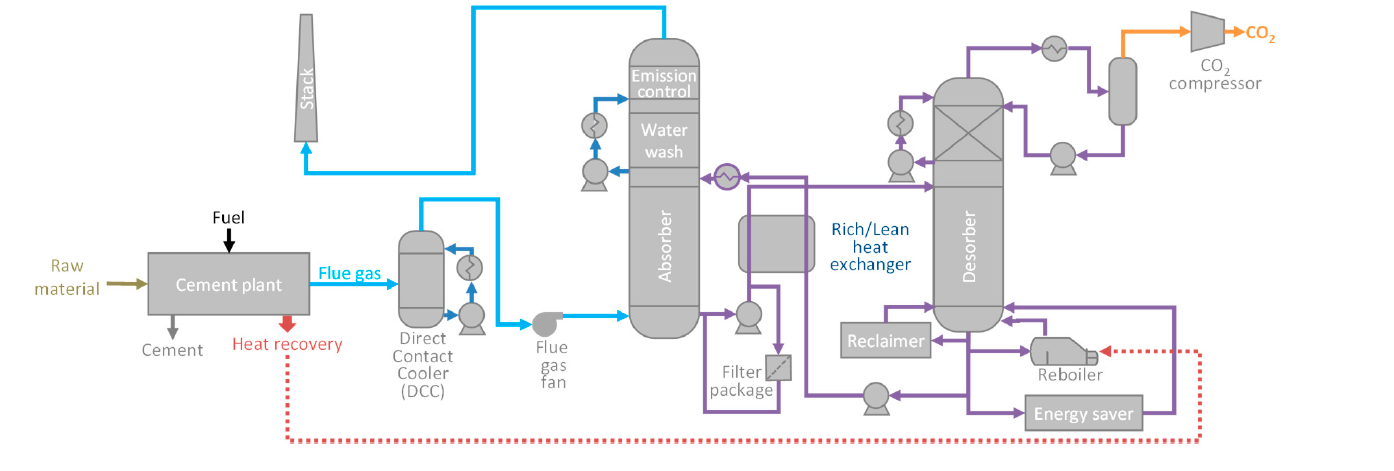 Stack
Emission
control
Water
wash
Absorber
CO2
CO2
compressor
Desorber
Rich/Lean
heat
exchanger
Fuel
Raw
material
Cement plant
Flue gas
Cement
Heat recovery
Direct
Contact
Cooler
(DCC)
Flue
gas
fan
Filter
package
Reclaimer
Reboiler
Energy saver